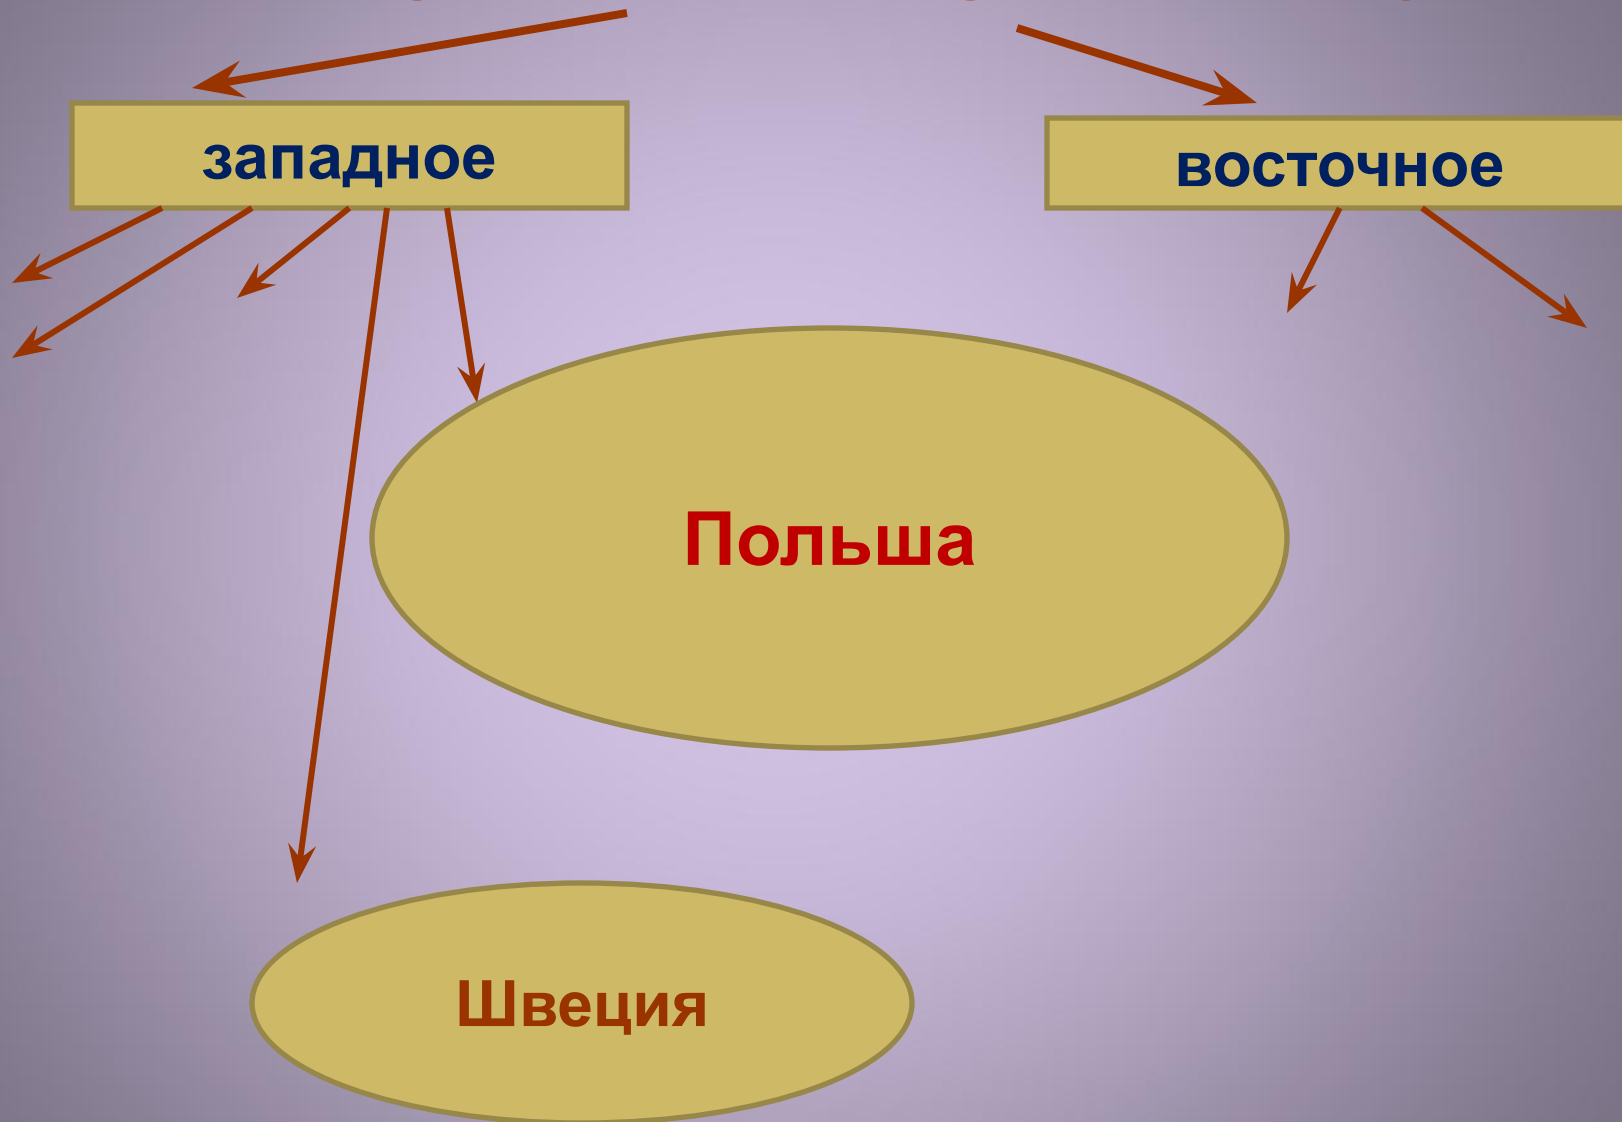 западное
восточное
Польша
Швеция